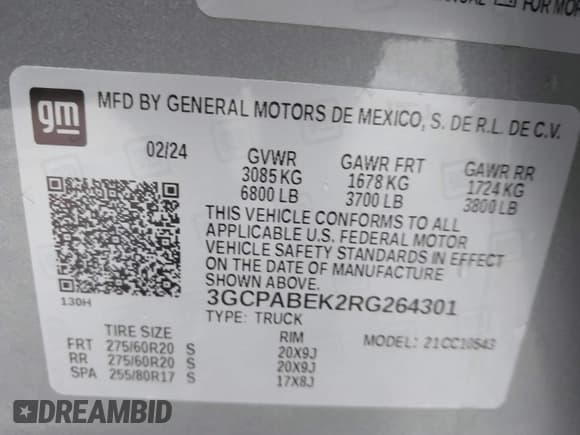 FOR MOR
gm
MFD BY GENERAL MOTORS DE MEXICO, S. DE R.L. DE C.V.
02/24 GVWR GAWR FRT GAWR RR
3085 KG 1678 KG 1724 KG
6800 LB 3700 LB 3800 LB
THIS VEHICLE CONFORMS TO ALL
APPLICABLE U.S. FEDERAL MOTOR
VEHICLE SAFETY STANDARDS IN EFFECT
ON THE DATE OF MANUFACTURE
SHOWN ABOVE.
130H
3GCPABEK2RG264301
TYPE: TRUCK MODEL: 21CC10543
TIRE SIZE RIM
FRT 275/60R20 S 20X9J
RR 275/60R20 S 20X9J
SPA 255/80R17 S 17X8J
DREAMBID